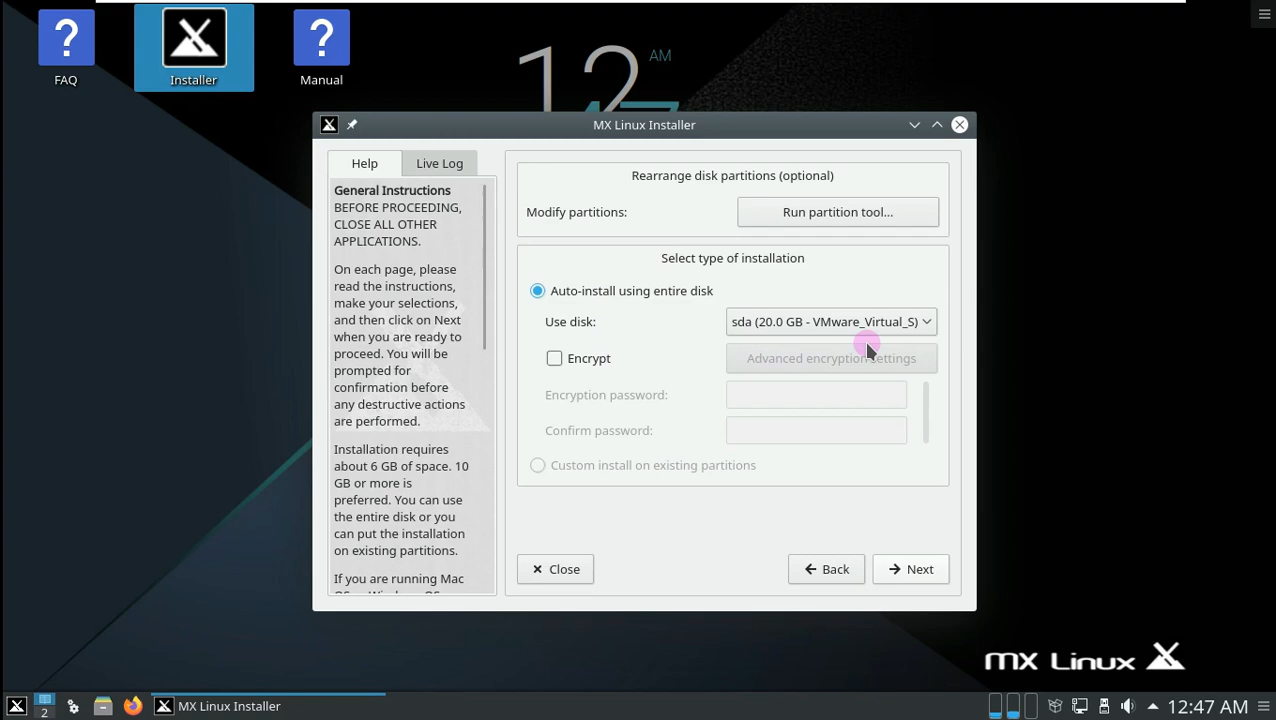 FAQ
Installer
Manual
12 AM
MX Linux Installer
Help
Live Log
General Instructions
BEFORE PROCEEDING,
CLOSE ALL OTHER
APPLICATIONS.
On each page, please
read the instructions,
make your selections,
and then click on Next
when you are ready to
proceed. You will be
prompted for
confirmation before
any destructive actions
are performed.
Installation requires
about 6 GB of space. 10
GB or more is
preferred. You can use
the entire disk or you
can put the installation
on existing partitions.
If you are running Mac
Rearrange disk partitions (optional)
Modify partitions:
Run partition tool...
Select type of installation
Auto-install using entire disk
Use disk:
sda (20.0 GB - VMware_Virtual_S)
Encrypt
Advanced encryption settings
Encryption password:
Confirm password:
Custom install on existing partitions
Close
Back
Next
MX Linux
2
MX Linux Installer
12:47 AM